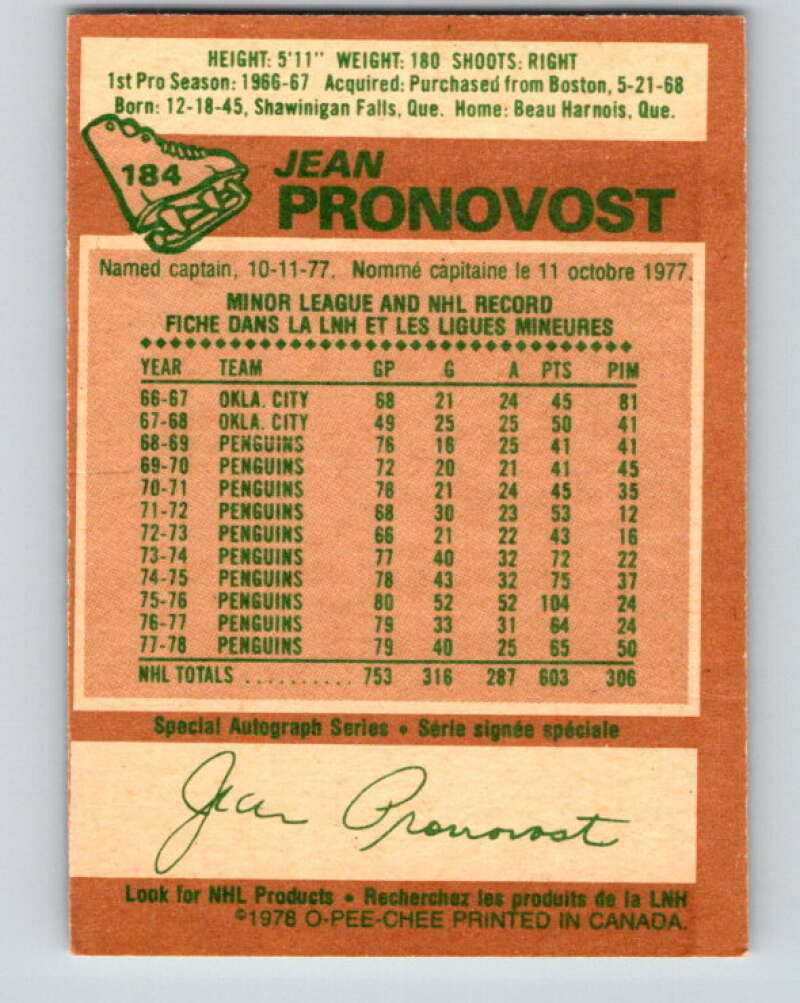 HEIGHT: 5'11" WEIGHT: 180 SHOOTS: RIGHT
1st Pro Season: 1966-67 Acquired: Purchased from Boston, 5-21-68
Born: 12-18-45, Shawinigan Falls, Que. Home: Beau Harnois, Que.
184
JEAN
PRONOVOST
Named captain, 10-11-77. Nommé capitaine le 11 octobre 1977.
MINOR LEAGUE AND NHL RECORD
FICHE DANS LA LNH ET LES LIGUES MINEURES
YEAR TEAM GP G A PTS PIM
66-67 OKLA. CITY 68 21 24 45 81
67-68 OKLA. CITY 49 25 25 50 41
68-69 PENGUINS 76 16 25 41 41
69-70 PENGUINS 72 20 21 41 45
70-71 PENGUINS 78 21 24 45 35
71-72 PENGUINS 68 30 23 53 12
72-73 PENGUINS 66 21 22 43 16
73-74 PENGUINS 77 40 32 72 22
74-75 PENGUINS 78 43 32 75 37
75-76 PENGUINS 80 52 52 104 24
76-77 PENGUINS 79 33 31 64 24
77-78 PENGUINS 79 40 25 65 50
NHL TOTALS .......... 753 316 287 603 306
Special Autograph Series • Série signée spéciale
Jean Pronovost
Look for NHL Products • Recherchez les produits de la LNH
©1978 O-PEE-CHEE PRINTED IN CANADA.